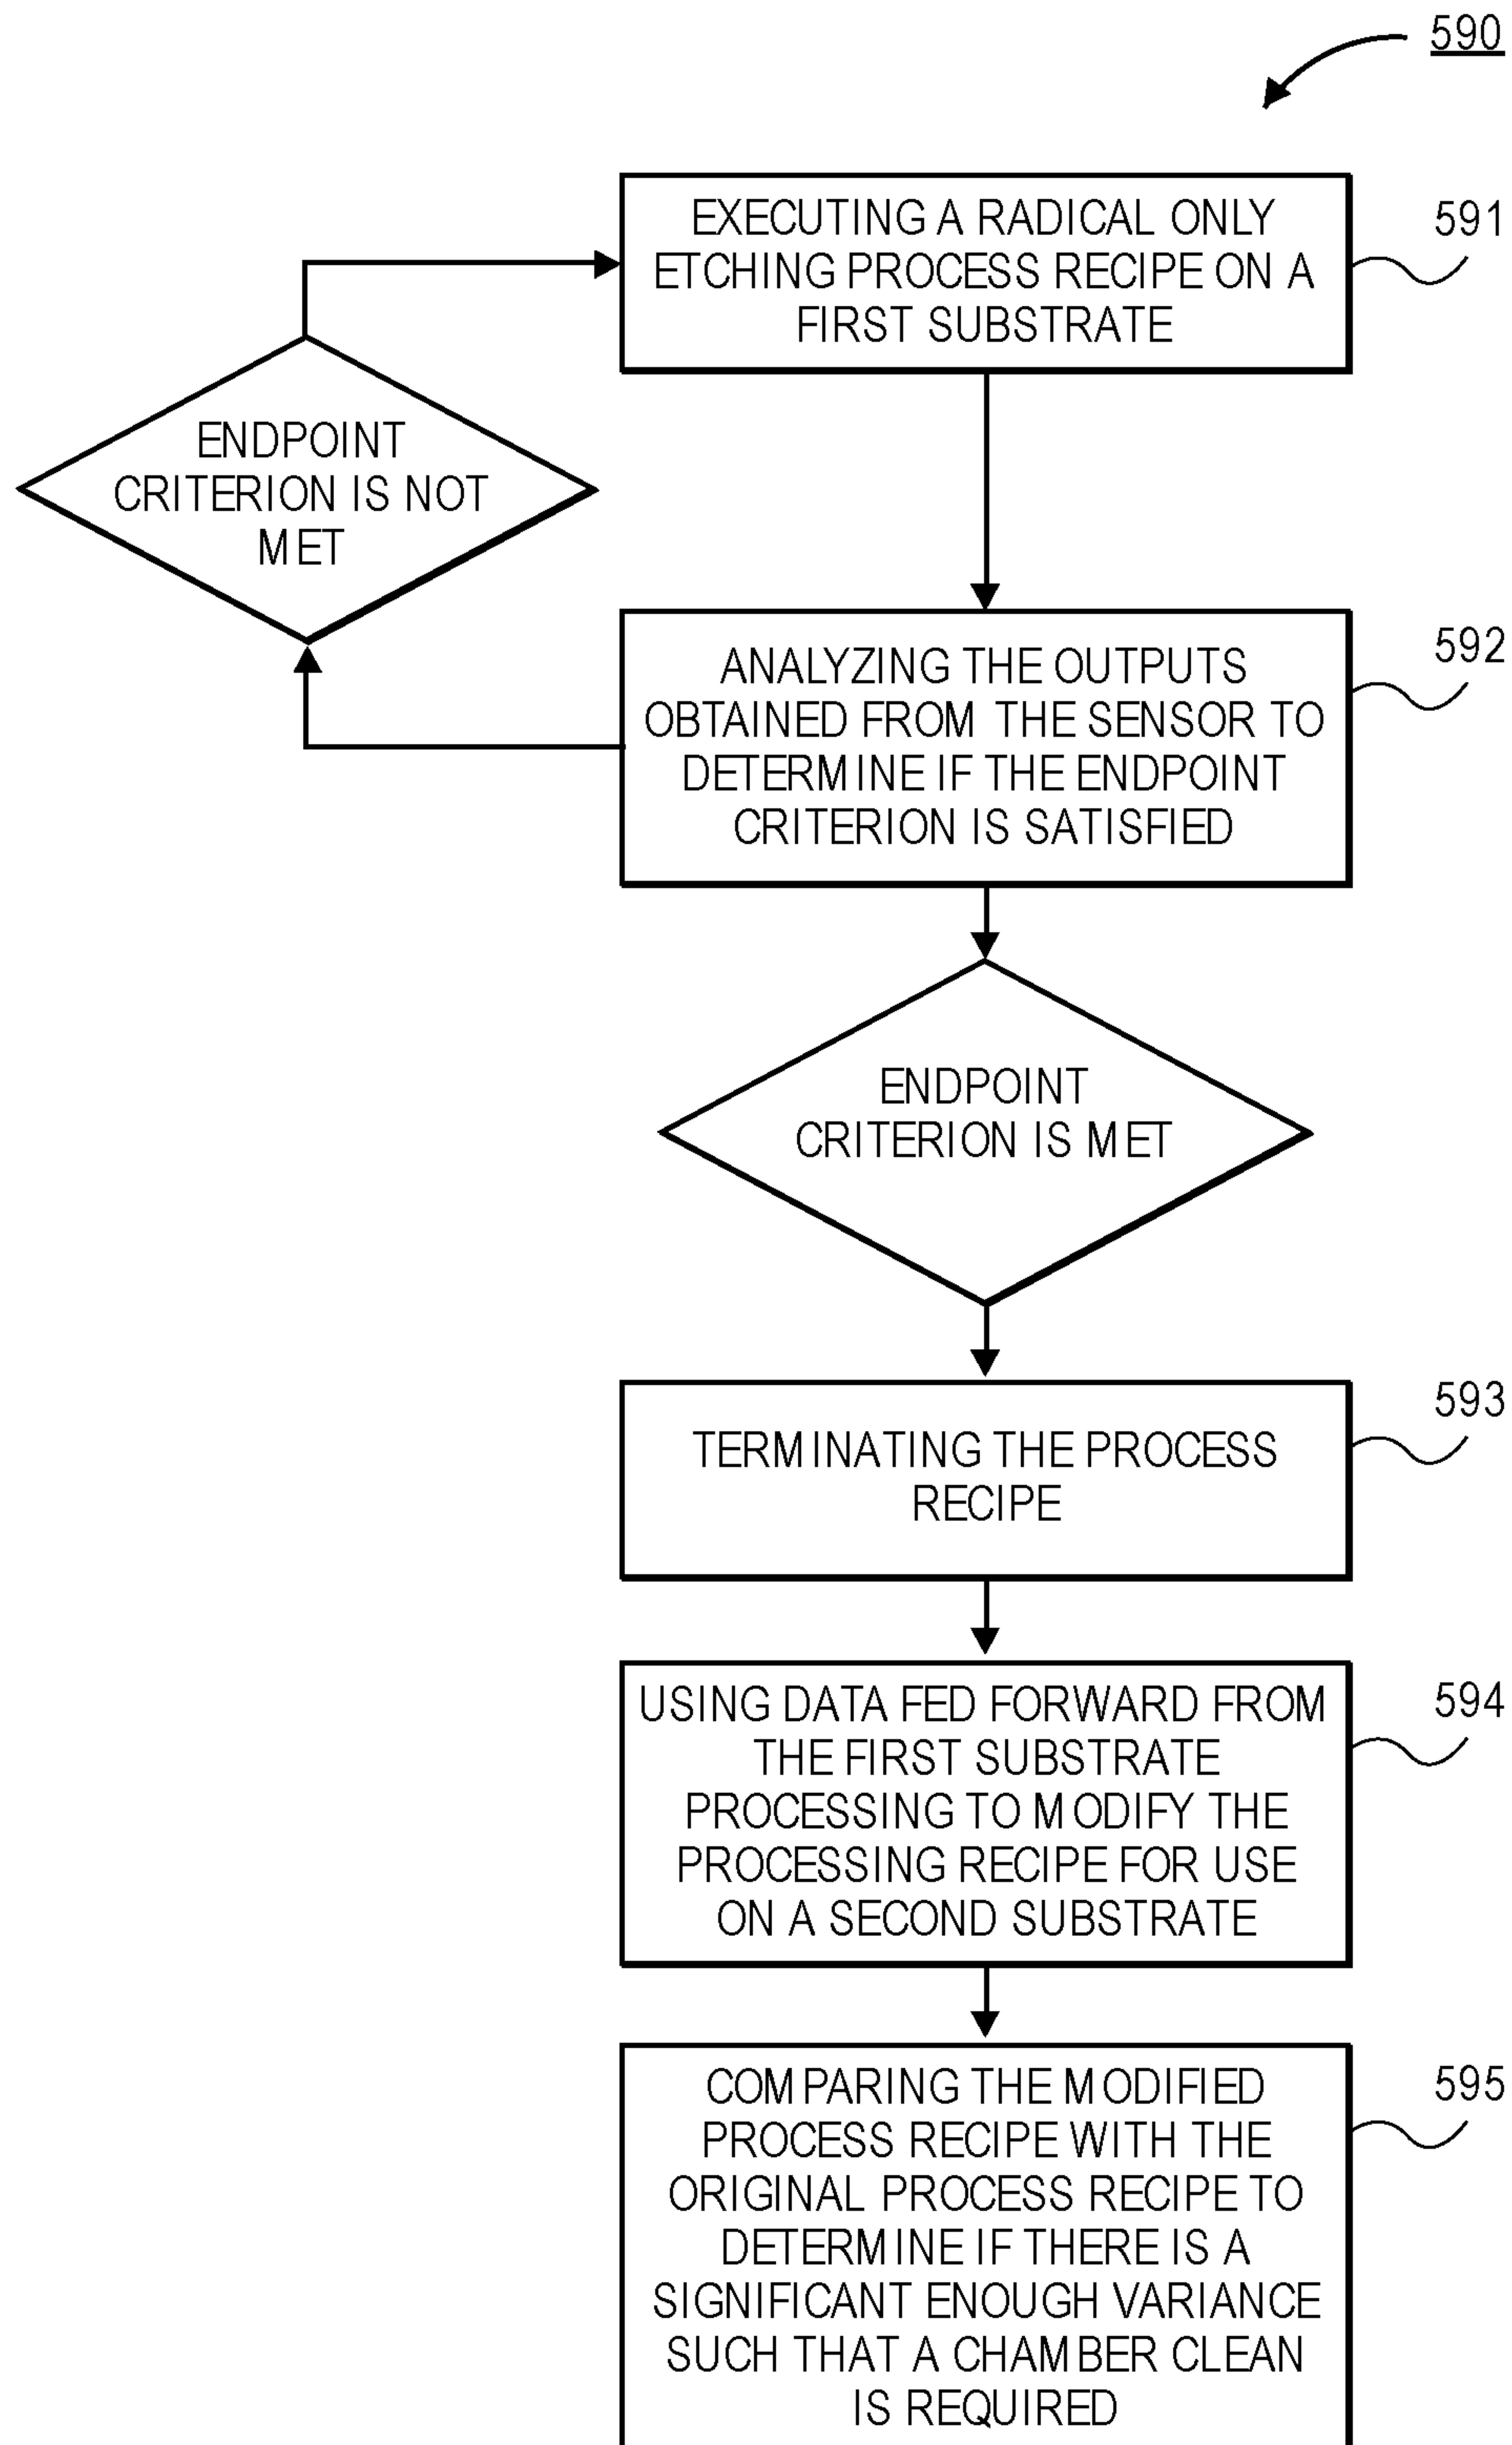 590
EXECUTING A RADICAL ONLY
ETCHING PROCESS RECIPE ON A
FIRST SUBSTRATE
591
ENDPOINT
CRITERION IS NOT
MET
ANALYZING THE OUTPUTS
OBTAINED FROM THE SENSOR TO
DETERMINE IF THE ENDPOINT
CRITERION IS SATISFIED
592
ENDPOINT
CRITERION IS MET
TERMINATING THE PROCESS
RECIPE
593
USING DATA FED FORWARD FROM
THE FIRST SUBSTRATE
PROCESSING TO MODIFY THE
PROCESSING RECIPE FOR USE
ON A SECOND SUBSTRATE
594
COMPARING THE MODIFIED
PROCESS RECIPE WITH THE
ORIGINAL PROCESS RECIPE TO
DETERMINE IF THERE IS A
SIGNIFICANT ENOUGH VARIANCE
SUCH THAT A CHAMBER CLEAN
IS REQUIRED
595